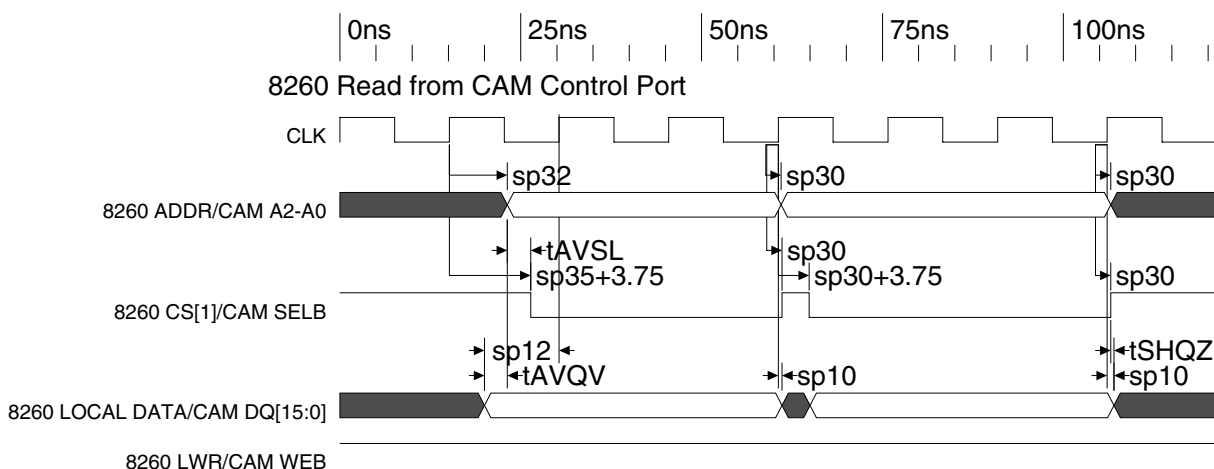 0ns 25ns 50ns 75ns 100ns
8260 Read from CAM Control Port
CLK
sp32 sp30 sp30
8260 ADDR/CAM A2-A0
tAVSL sp30
sp35+3.75 sp30+3.75 sp30
8260 CS[1]/CAM SELB
sp12 tSHQZ
tAVQV sp10 sp10
8260 LOCAL DATA/CAM DQ[15:0]
8260 LWR/CAM WEB